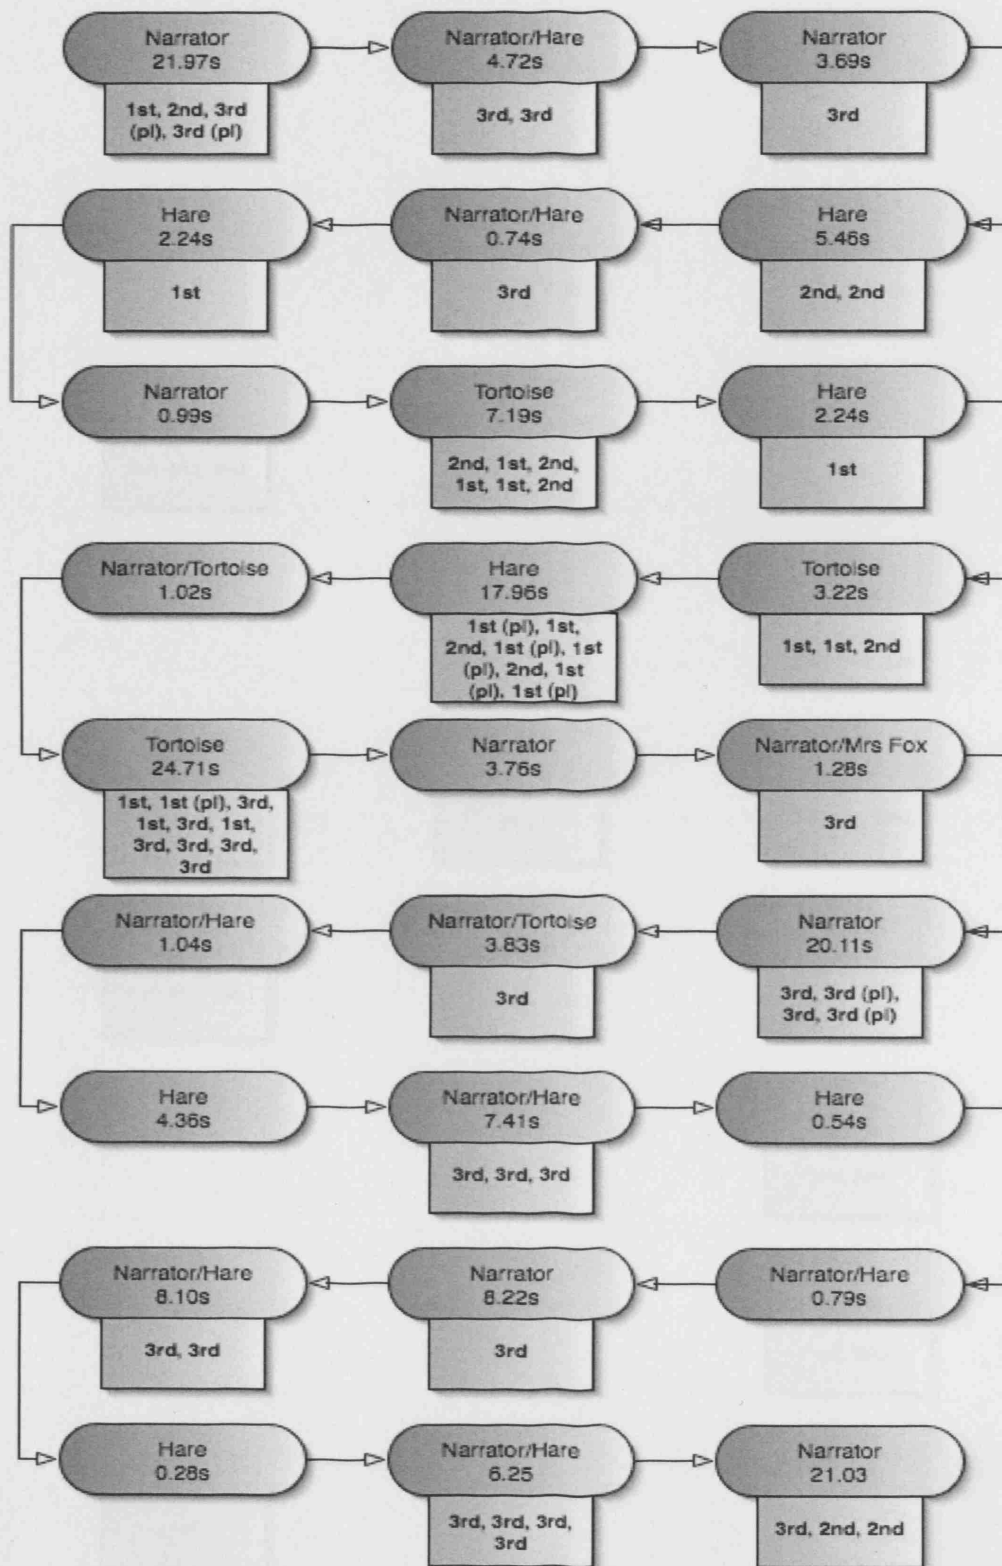 Narrator
21.97s
1st, 2nd, 3rd
(pl), 3rd (pl)
Narrator/Hare
4.72s
3rd, 3rd
Narrator
3.69s
3rd
Hare
2.24s
1st
Narrator/Hare
0.74s
3rd
Hare
5.46s
2nd, 2nd
Narrator
0.99s
Tortoise
7.19s
2nd, 1st, 2nd,
1st, 1st, 2nd
Hare
2.24s
1st
Narrator/Tortoise
1.02s
Hare
17.96s
1st (pl), 1st,
2nd, 1st (pl), 1st
(pl), 2nd, 1st
(pl), 1st (pl)
Tortoise
3.22s
1st, 1st, 2nd
Tortoise
24.71s
1st, 1st (pl), 3rd,
1st, 3rd, 1st,
3rd, 3rd, 3rd,
3rd
Narrator
3.76s
Narrator/Mrs Fox
1.28s
3rd
Narrator/Hare
1.04s
Narrator/Tortoise
3.83s
3rd
Narrator
20.11s
3rd, 3rd (pl),
3rd, 3rd (pl)
Hare
4.36s
Narrator/Hare
7.41s
3rd, 3rd, 3rd
Hare
0.54s
Narrator/Hare
8.10s
3rd, 3rd
Narrator
8.22s
3rd
Narrator/Hare
0.79s
Hare
0.28s
Narrator/Hare
6.25
3rd, 3rd, 3rd,
3rd
Narrator
21.03
3rd, 2nd, 2nd